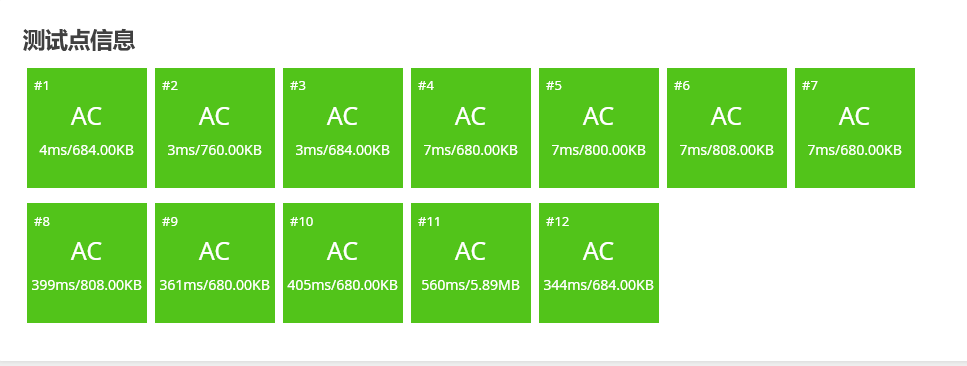 测试点信息
#1
AC
4ms/684.00KB
#2
AC
3ms/760.00KB
#3
AC
3ms/684.00KB
#4
AC
7ms/680.00KB
#5
AC
7ms/800.00KB
#6
AC
7ms/808.00KB
#7
AC
7ms/680.00KB
#8
AC
399ms/808.00KB
#9
AC
361ms/680.00KB
#10
AC
405ms/680.00KB
#11
AC
560ms/5.89MB
#12
AC
344ms/684.00KB